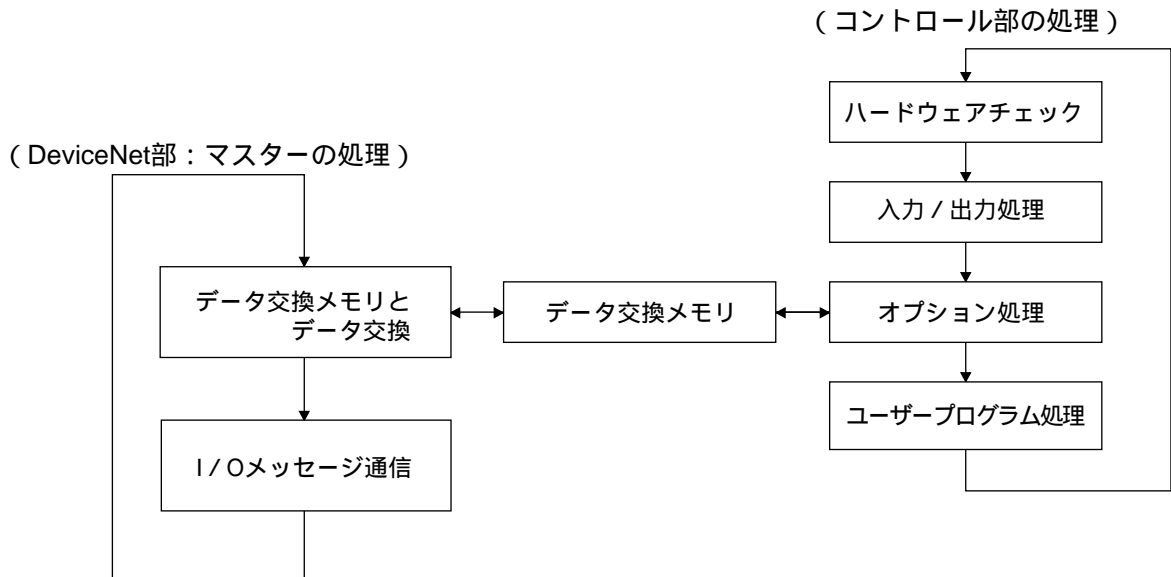 （コントロール部の処理）
ハードウェアチェック
（DeviceNet部：マスターの処理）
入力／出力処理
データ交換メモリと
データ交換
データ交換メモリ
オプション処理
ユーザープログラム処理
I／Oメッセージ通信